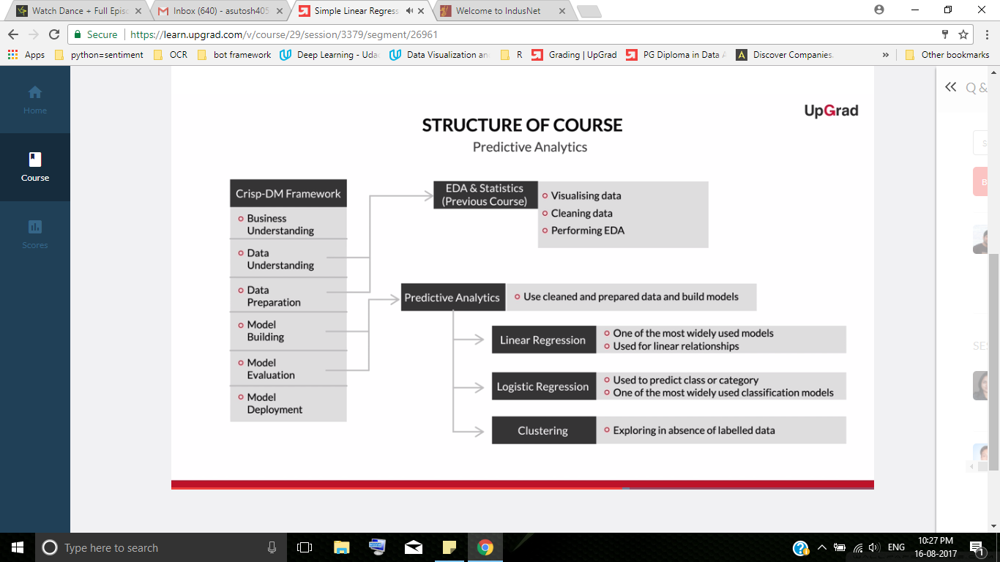 Watch Dance + Full Episo
Inbox (640) - asutosh405
Simple Linear Regress
Welcome to IndusNet
Secure
https://learn.upgrad.com/v/course/29/session/3379/segment/26961
Apps
python=sentiment
OCR
bot framework
Deep Learning - Udac
Data Visualization an
R
Grading | UpGrad
PG Diploma in Data A
Discover Companies.
»
Other bookmarks
Home
Course
Scores
UpGrad
STRUCTURE OF COURSE
Predictive Analytics
Crisp-DM Framework
Business
Understanding
Data
Understanding
Data
Preparation
Model
Building
Model
Evaluation
Model
Deployment
EDA & Statistics
(Previous Course)
Visualising data
Cleaning data
Performing EDA
Predictive Analytics
Use cleaned and prepared data and build models
Linear Regression
One of the most widely used models
Used for linear relationships
Logistic Regression
Used to predict class or category
One of the most widely used classification models
Clustering
Exploring in absence of labelled data
Q &
S
B
SES
Type here to search
ENG
10:27 PM
16-08-2017
1